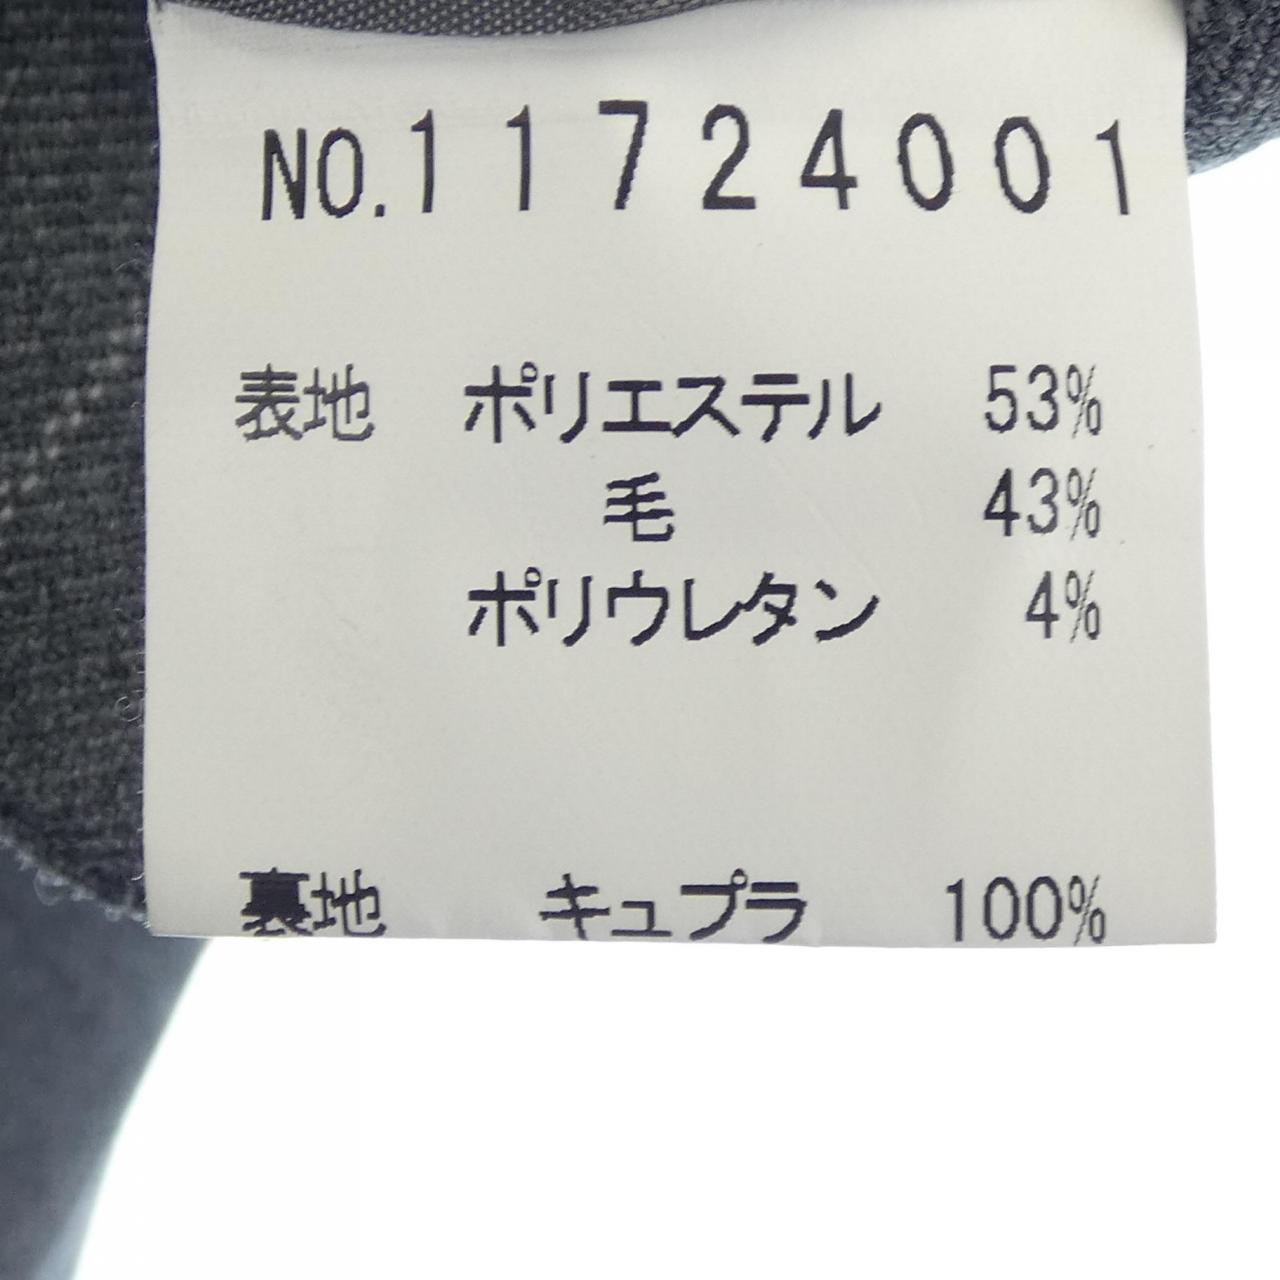 NO.11724001
表地 ポリエステル 53%
毛 43%
ポリウレタン 4%
裏地 キュプラ 100%